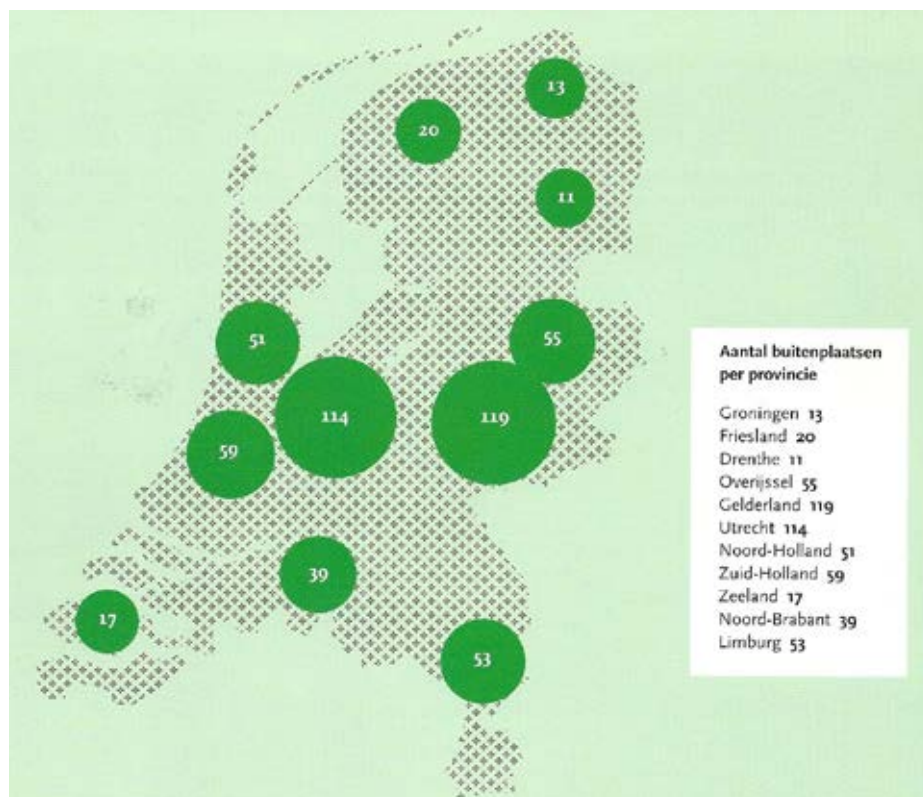 13
20
11
51
55
114
119
59
39
17
53
Aantal buitenplaatsen
per provincie
Groningen 13
Friesland 20
Drenthe 11
Overijssel 55
Gelderland 119
Utrecht 114
Noord-Holland 51
Zuid-Holland 59
Zeeland 17
Noord-Brabant 39
Limburg 53